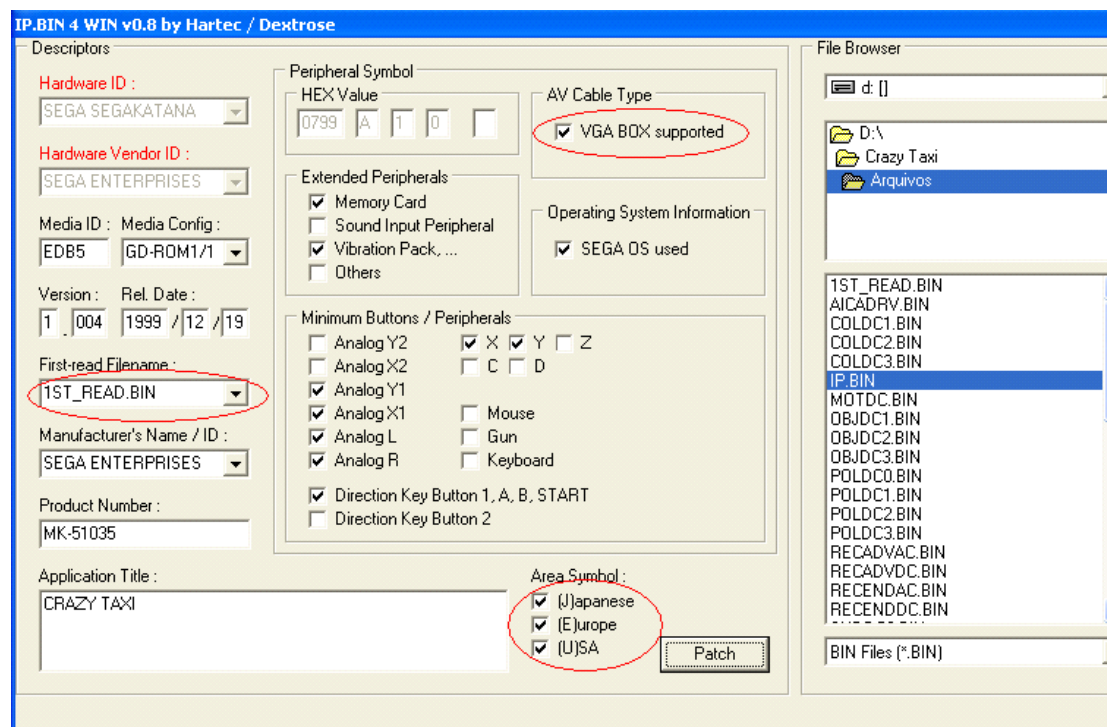 IP.BIN 4 WIN v0.8 by Hartec / Dextrose
Descriptors
Hardware ID :
SEGA SEGAKATANA
Hardware Vendor ID :
SEGA ENTERPRISES
Media ID : Media Config :
EDB5 GD-ROM1/1
Version : Rel. Date :
1 . 004 1999 / 12 / 19
First-read Filename :
1ST_READ.BIN
Manufacturer's Name / ID :
SEGA ENTERPRISES
Product Number :
MK-51035
Application Title :
CRAZY TAXI
Peripheral Symbol
HEX Value
0799 A 1 0
AV Cable Type
VGA BOX supported
Extended Peripherals
Memory Card
Sound Input Peripheral
Vibration Pack, ...
Others
Operating System Information
SEGA OS used
Minimum Buttons / Peripherals
Analog Y2 X Y Z
Analog X2 C D
Analog Y1
Analog X1 Mouse
Analog L Gun
Analog R Keyboard
Direction Key Button 1, A, B, START
Direction Key Button 2
Area Symbol :
(J)apanese
(E)urope
(U)SA
Patch
File Browser
d: []
D:\
Crazy Taxi
Arquivos
1ST_READ.BIN
AICADRV.BIN
COLDC1.BIN
COLDC2.BIN
COLDC3.BIN
IP.BIN
MOTDC.BIN
OBJDC1.BIN
OBJDC2.BIN
OBJDC3.BIN
POLDC0.BIN
POLDC1.BIN
POLDC2.BIN
POLDC3.BIN
RECADVAC.BIN
RECADVDC.BIN
RECENDAC.BIN
RECENDDC.BIN
BIN Files (*.BIN)